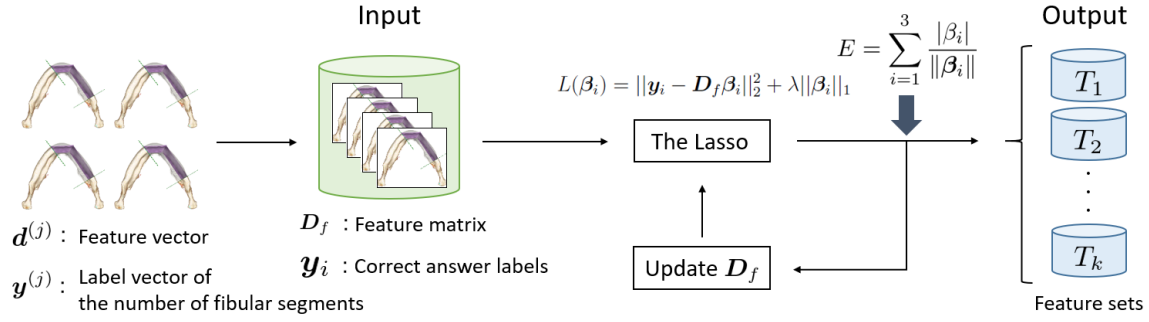 Input
Output
E = \sum_{i=1}^{3} \frac{|β_i|}{\|β_i\|}
L(β_i) = ||y_i − D_f β_i||_2^2 + λ||β_i||_1
T_1
The Lasso
T_2
d^{(j)} : Feature vector
D_f : Feature matrix
y_i : Correct answer labels
Update D_f
T_k
y^{(j)} : Label vector of
the number of fibular segments
Feature sets